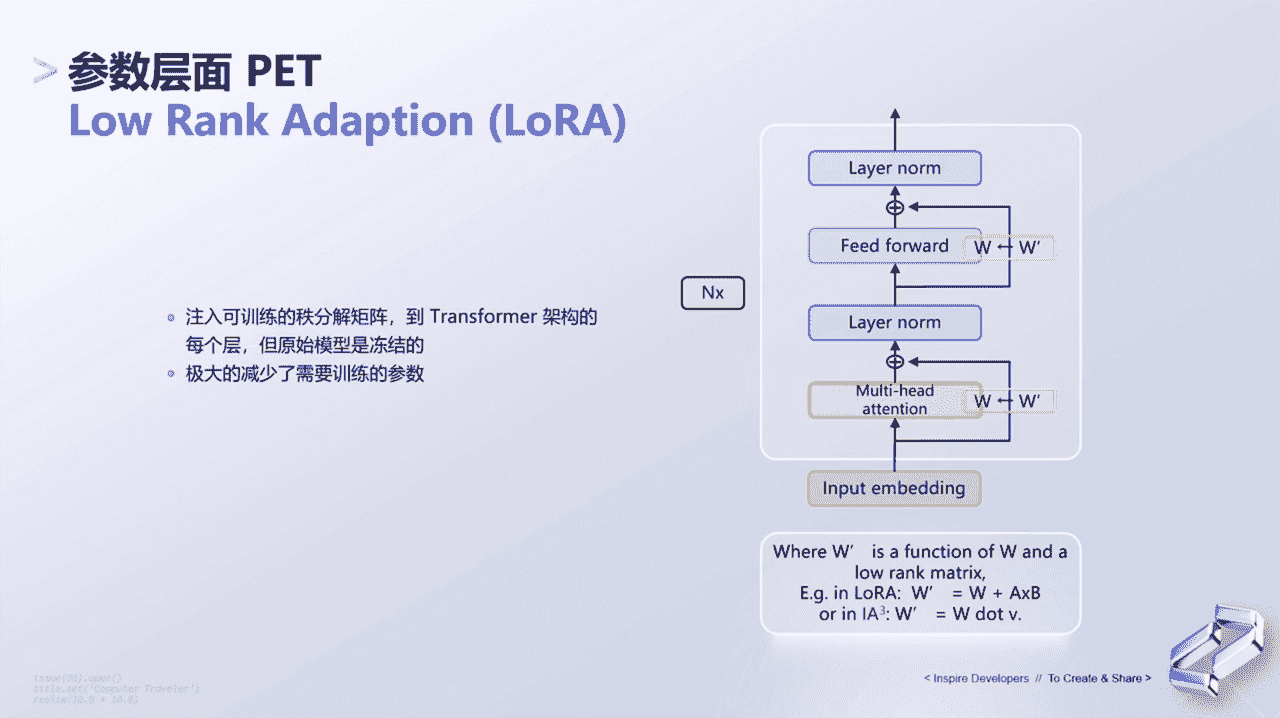 > 参数层面 PET
Low Rank Adaption (LoRA)
注入可训练的秩分解矩阵，到 Transformer 架构的
每个层，但原始模型是冻结的
极大的减少了需要训练的参数
Layer norm
Feed forward
W ↔ W′
Nx
Layer norm
Multi-head
attention
W ↔ W′
Input embedding
Where W′ is a function of W and a
low rank matrix,
E.g. in LoRA: W′ = W + AxB
or in IA³: W′ = W dot v.
title.set('Computer Traveler')
< Inspire Developers // To Create & Share >